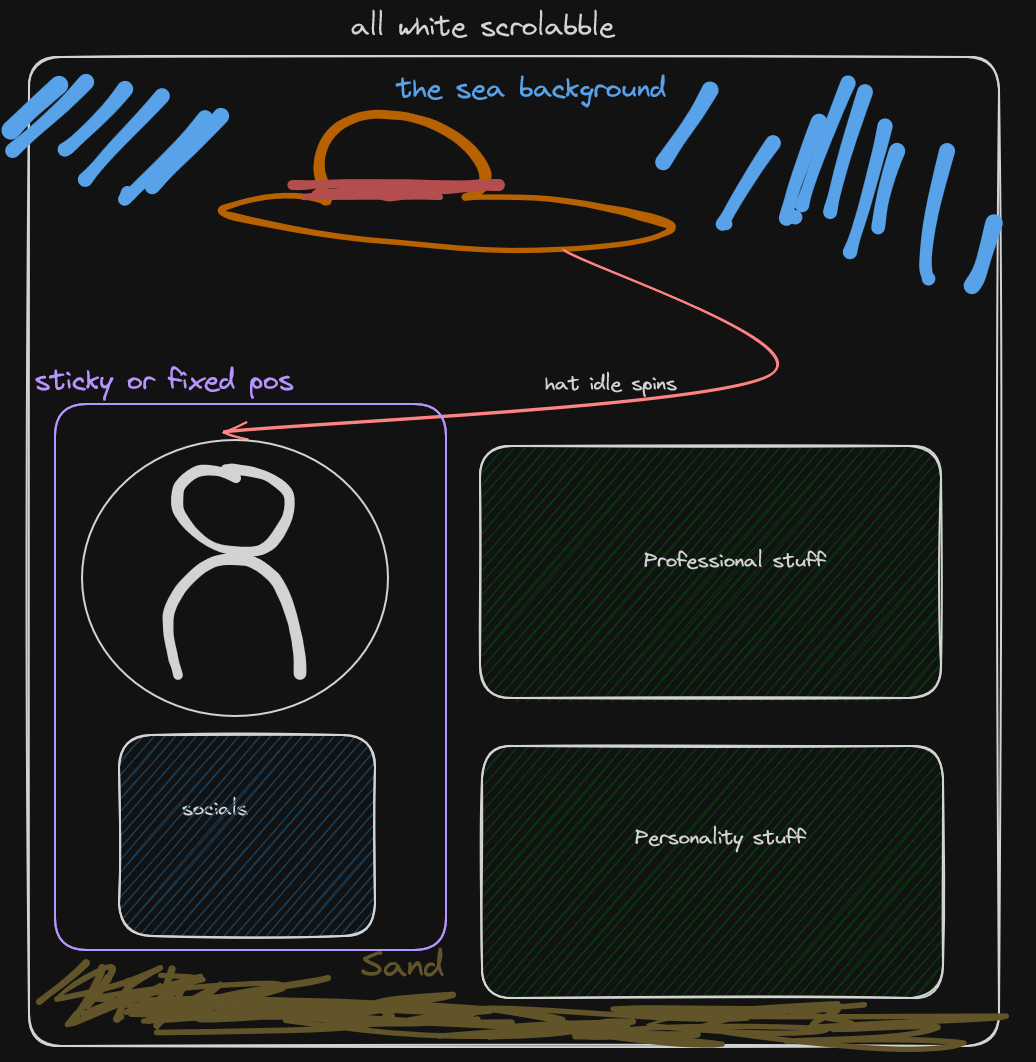 all white scrolabble
the sea background
sticky or fixed pos
hat idle spins
Professional stuff
socials
Personality stuff
Sand